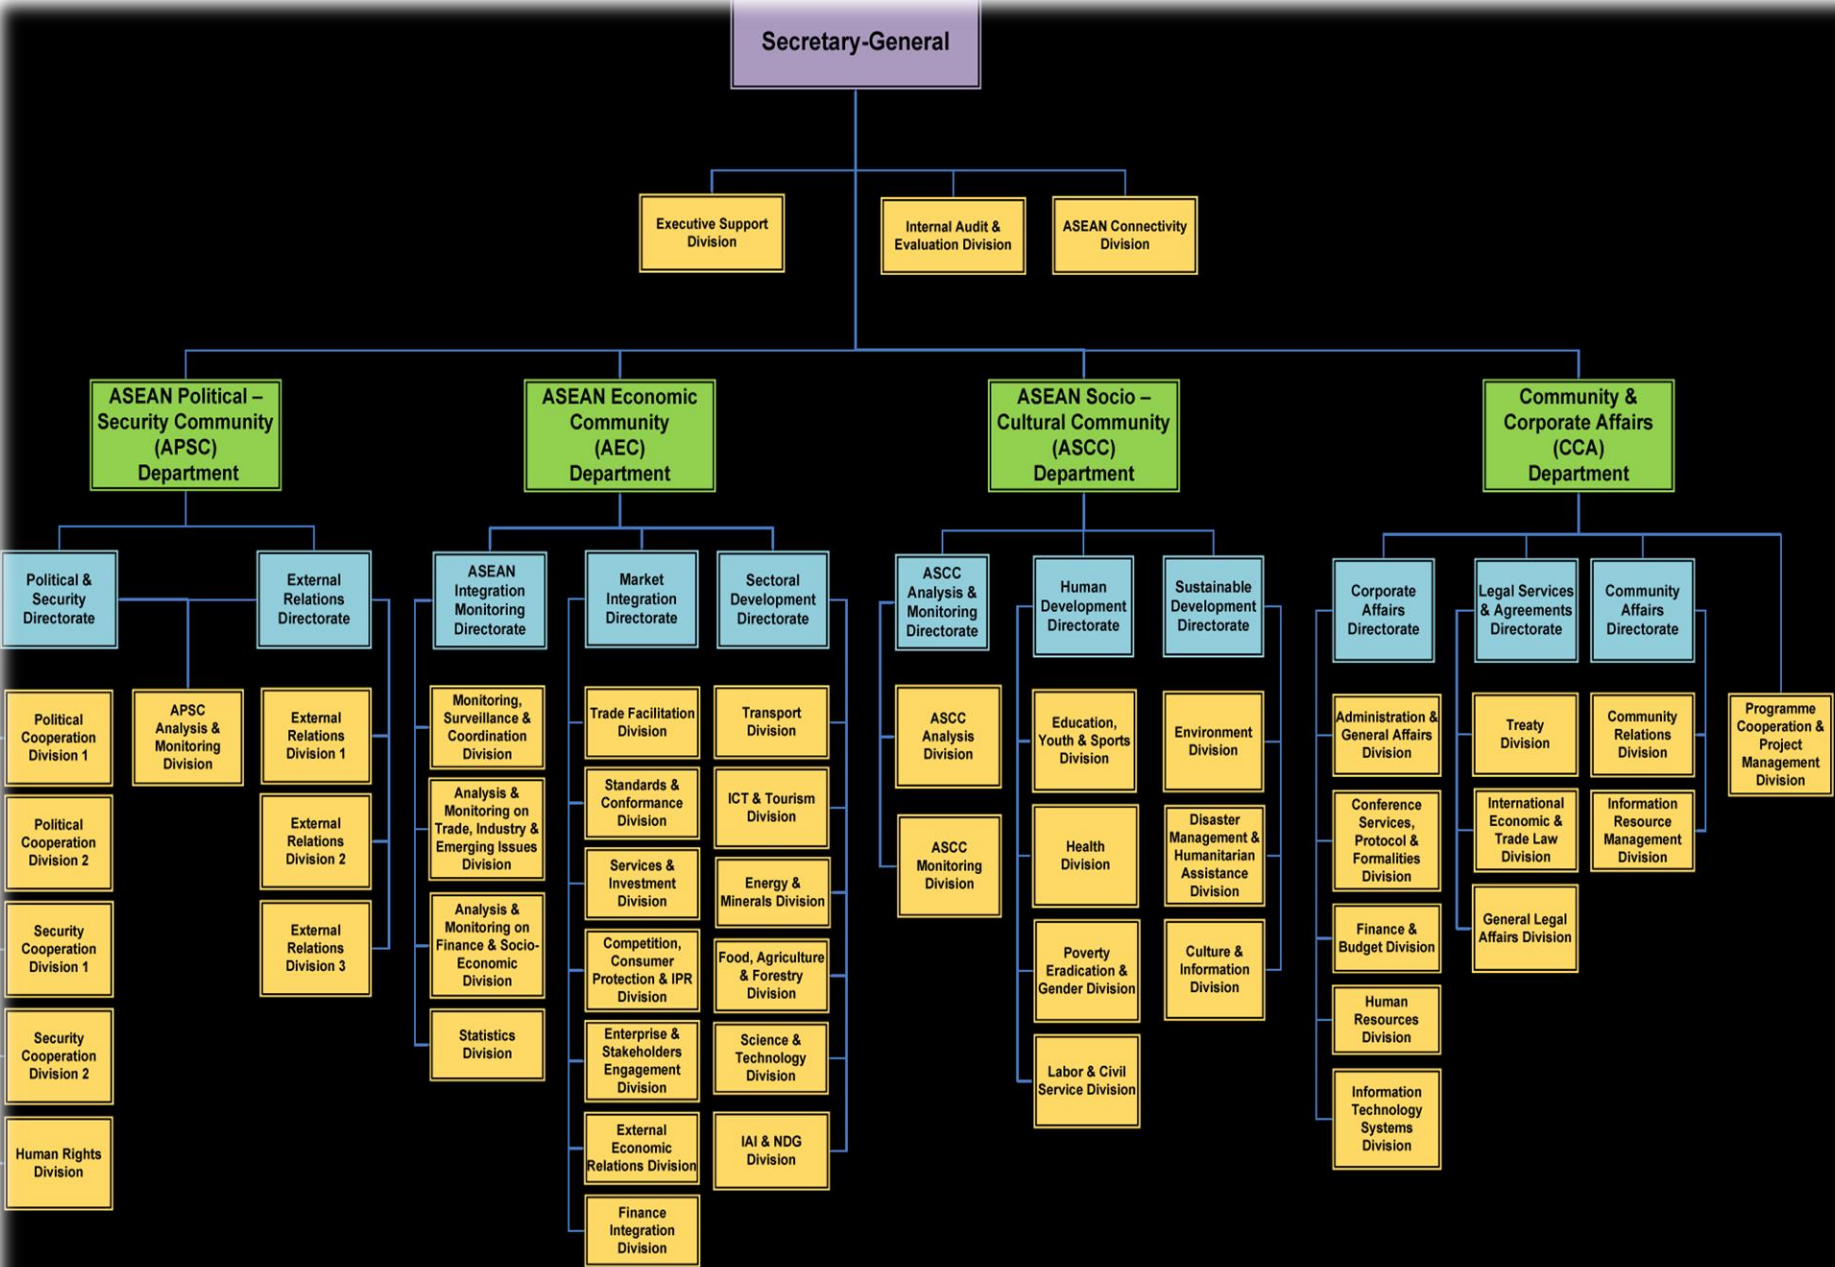 Secretary-General
Executive Support
Division
Internal Audit &
Evaluation Division
ASEAN Connectivity
Division
ASEAN Political –
Security Community
(APSC)
Department
ASEAN Economic
Community
(AEC)
Department
ASEAN Socio –
Cultural Community
(ASCC)
Department
Community &
Corporate Affairs
(CCA)
Department
Political &
Security
Directorate
External
Relations
Directorate
ASEAN
Integration
Monitoring
Directorate
Market
Integration
Directorate
Sectoral
Development
Directorate
ASCC
Analysis &
Monitoring
Directorate
Human
Development
Directorate
Sustainable
Development
Directorate
Corporate
Affairs
Directorate
Legal Services
& Agreements
Directorate
Community
Affairs
Directorate
Political
Cooperation
Division 1
Political
Cooperation
Division 2
Security
Cooperation
Division 1
Security
Cooperation
Division 2
Human Rights
Division
APSC
Analysis &
Monitoring
Division
External
Relations
Division 1
External
Relations
Division 2
External
Relations
Division 3
Monitoring,
Surveillance &
Coordination
Division
Analysis &
Monitoring on
Trade, Industry &
Emerging Issues
Division
Analysis &
Monitoring on
Finance & Socio-
Economic
Division
Statistics
Division
Trade Facilitation
Division
Standards &
Conformance
Division
Services &
Investment
Division
Competition,
Consumer
Protection & IPR
Division
Enterprise &
Stakeholders
Engagement
Division
External
Economic
Relations Division
Finance
Integration
Division
Transport
Division
ICT & Tourism
Division
Energy &
Minerals Division
Food, Agriculture
& Forestry
Division
Science &
Technology
Division
IAI & NDG
Division
ASCC
Analysis
Division
ASCC
Monitoring
Division
Education,
Youth & Sports
Division
Health
Division
Poverty
Eradication &
Gender Division
Labor & Civil
Service Division
Environment
Division
Disaster
Management &
Humanitarian
Assistance
Division
Culture &
Information
Division
Administration &
General Affairs
Division
Conference
Services,
Protocol &
Formalities
Division
Finance &
Budget Division
Human
Resources
Division
Information
Technology
Systems
Division
Treaty
Division
International
Economic &
Trade Law
Division
General Legal
Affairs Division
Community
Relations
Division
Information
Resource
Management
Division
Programme
Cooperation &
Project
Management
Division